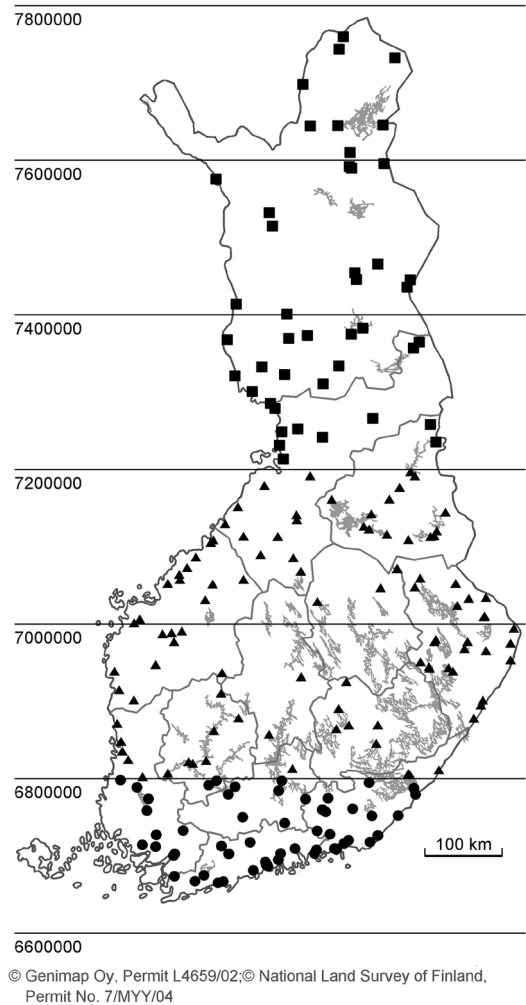 7800000
7600000
7400000
7200000
7000000
6800000
100 km
6600000
© Genimap Oy, Permit L4659/02;© National Land Survey of Finland,
Permit No. 7/MYY/04